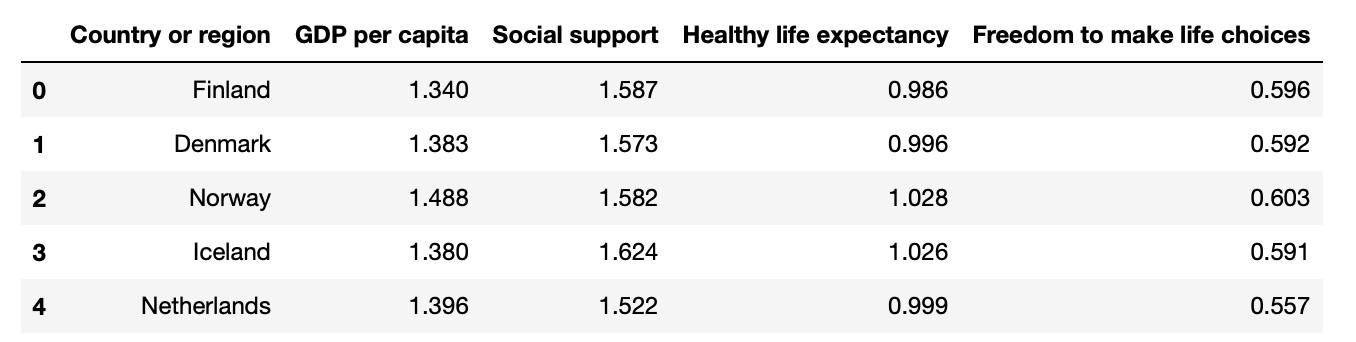 Country or region GDP per capita Social support Healthy life expectancy Freedom to make life choices
0 Finland 1.340 1.587 0.986 0.596
1 Denmark 1.383 1.573 0.996 0.592
2 Norway 1.488 1.582 1.028 0.603
3 Iceland 1.380 1.624 1.026 0.591
4 Netherlands 1.396 1.522 0.999 0.557